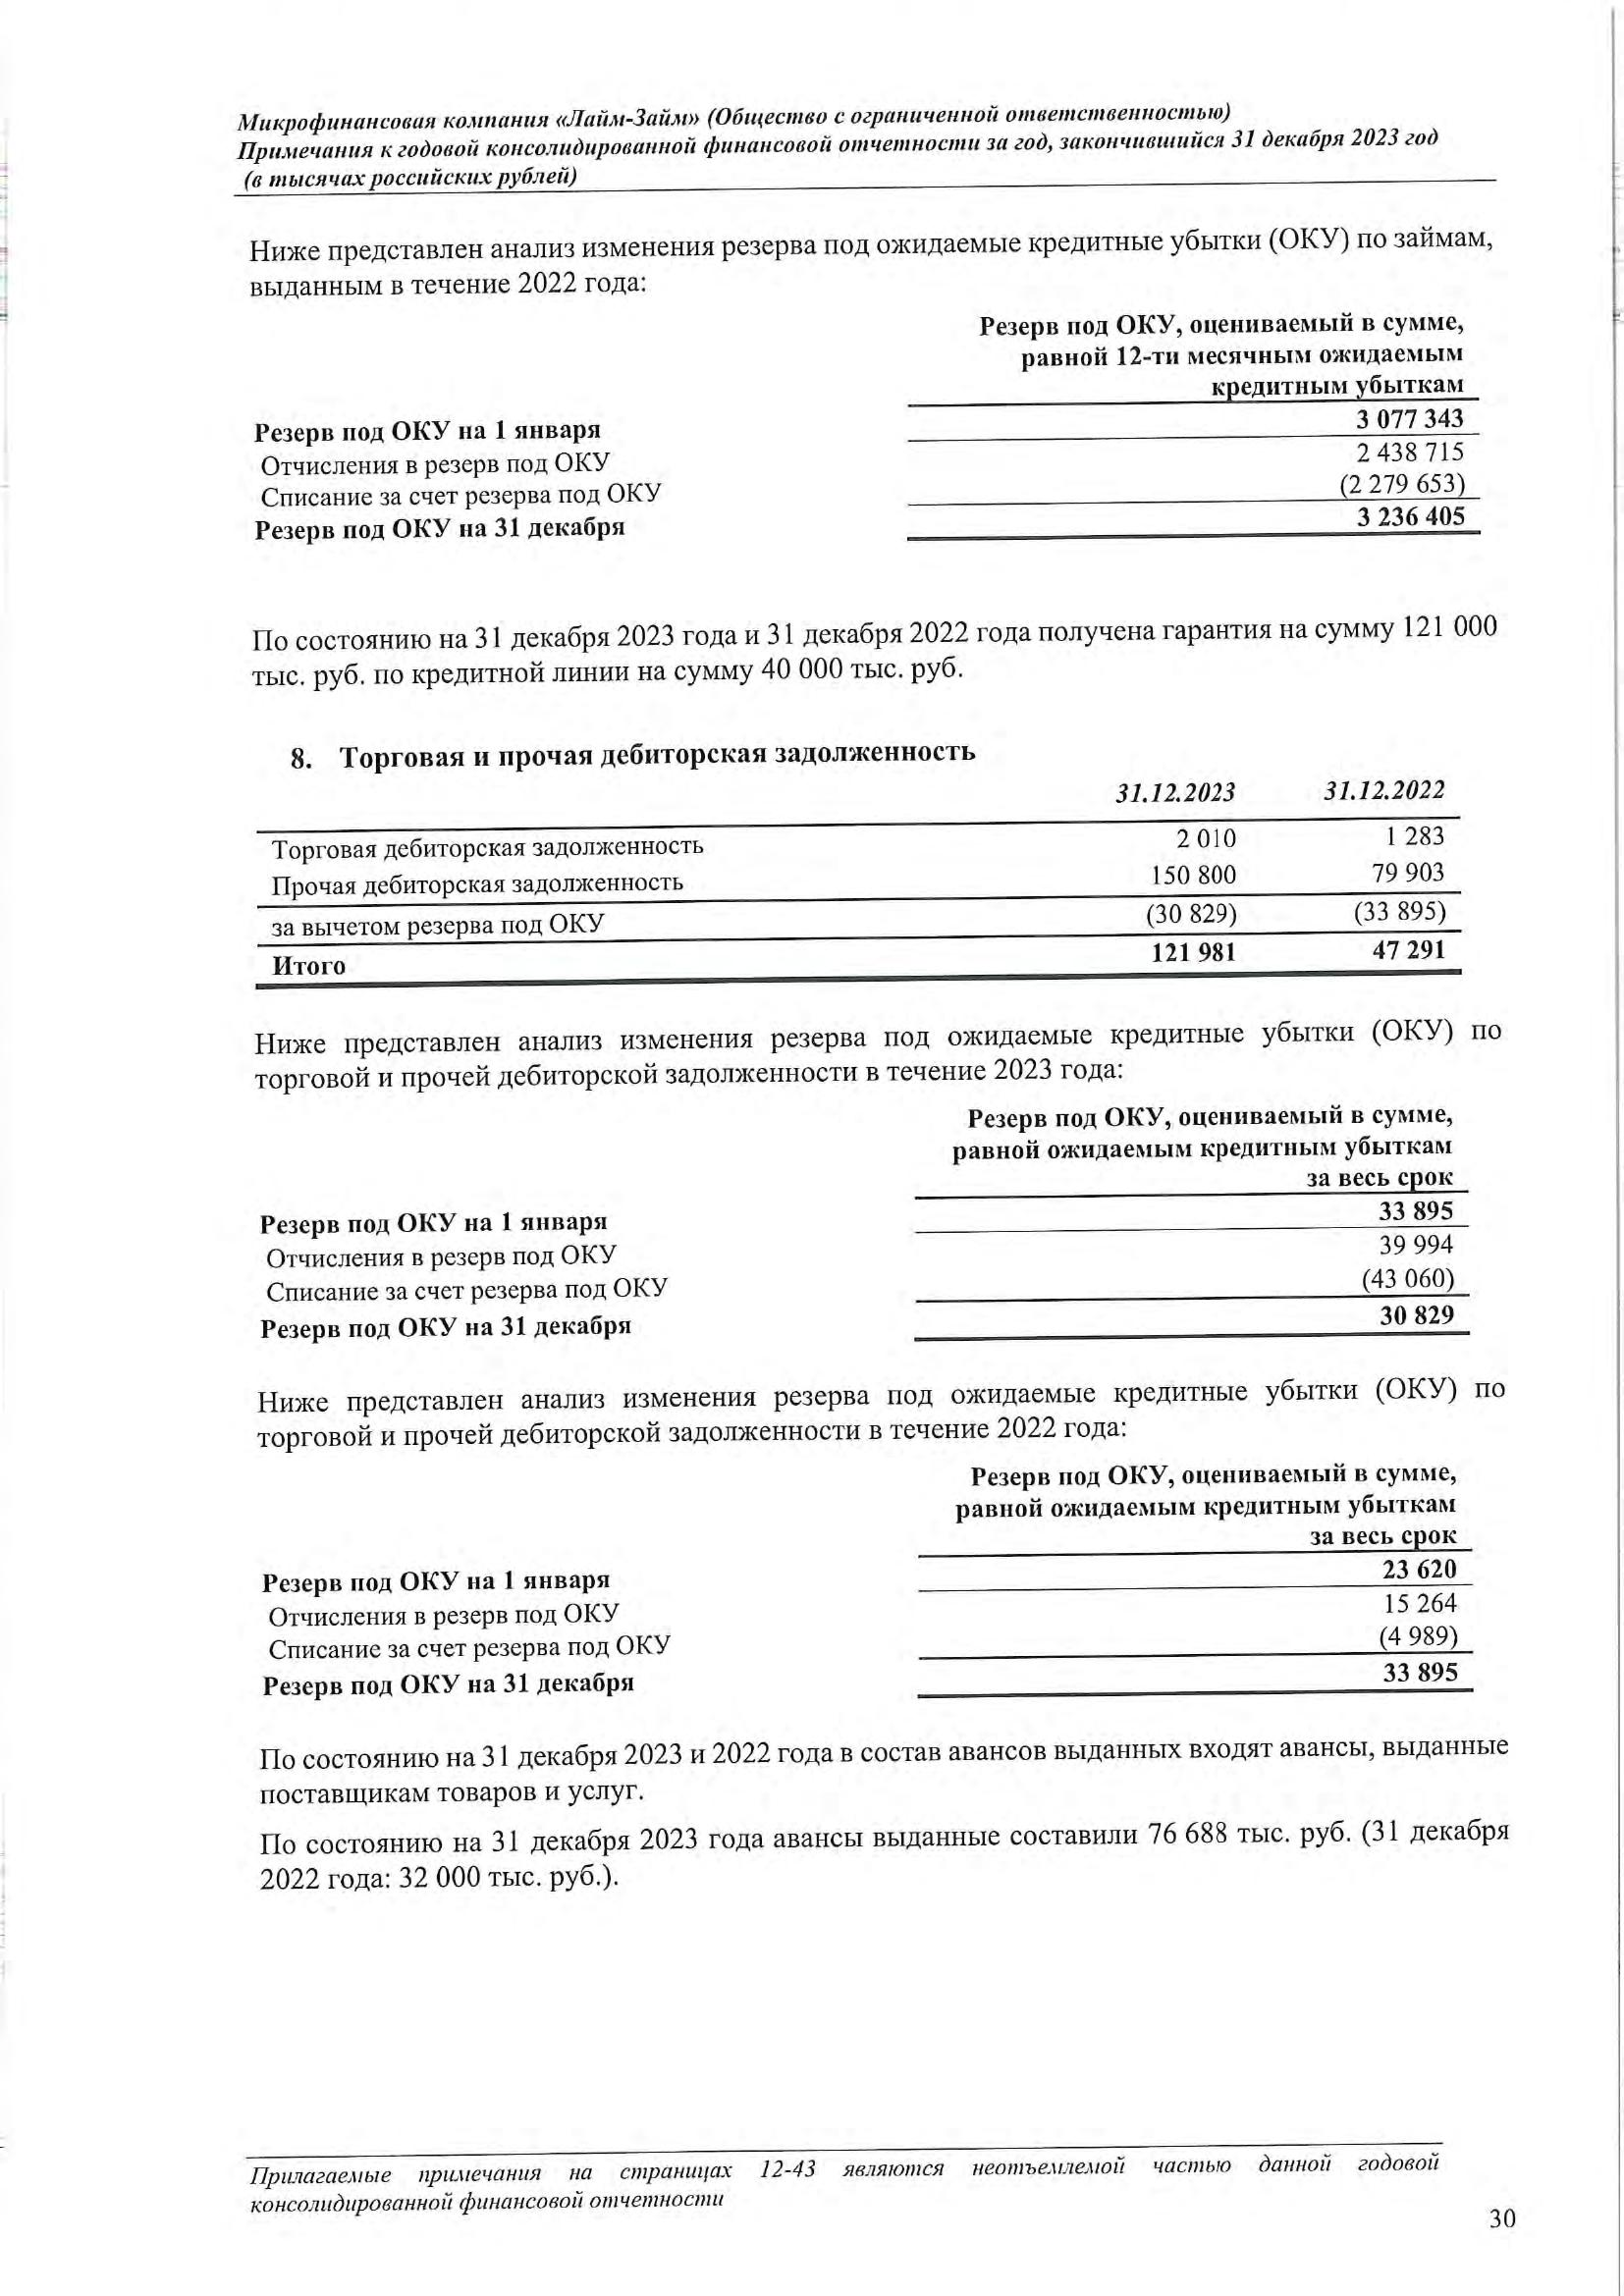 Микрофинансовая компания «Лайм-Займ» (Общество с ограниченной ответственностью)
Примечания к годовой консолидированной финансовой отчетности за год, закончившийся 31 декабря 2023 год
(в тысячах российских рублей)
Ниже представлен анализ изменения резерва под ожидаемые кредитные убытки (ОКУ) по займам,
выданным в течение 2022 года:
Резерв под ОКУ, оцениваемый в сумме,
равной 12-ти месячным ожидаемым
кредитным убыткам
Резерв под ОКУ на 1 января 3 077 343
Отчисления в резерв под ОКУ 2 438 715
Списание за счет резерва под ОКУ (2 279 653)
Резерв под ОКУ на 31 декабря 3 236 405
По состоянию на 31 декабря 2023 года и 31 декабря 2022 года получена гарантия на сумму 121 000
тыс. руб. по кредитной линии на сумму 40 000 тыс. руб.
8. Торговая и прочая дебиторская задолженность
31.12.2023 31.12.2022
Торговая дебиторская задолженность 2 010 1 283
Прочая дебиторская задолженность 150 800 79 903
за вычетом резерва под ОКУ (30 829) (33 895)
Итого 121 981 47 291
Ниже представлен анализ изменения резерва под ожидаемые кредитные убытки (ОКУ) по
торговой и прочей дебиторской задолженности в течение 2023 года:
Резерв под ОКУ, оцениваемый в сумме,
равной ожидаемым кредитным убыткам
за весь срок
Резерв под ОКУ на 1 января 33 895
Отчисления в резерв под ОКУ 39 994
Списание за счет резерва под ОКУ (43 060)
Резерв под ОКУ на 31 декабря 30 829
Ниже представлен анализ изменения резерва под ожидаемые кредитные убытки (ОКУ) по
торговой и прочей дебиторской задолженности в течение 2022 года:
Резерв под ОКУ, оцениваемый в сумме,
равной ожидаемым кредитным убыткам
за весь срок
Резерв под ОКУ на 1 января 23 620
Отчисления в резерв под ОКУ 15 264
Списание за счет резерва под ОКУ (4 989)
Резерв под ОКУ на 31 декабря 33 895
По состоянию на 31 декабря 2023 и 2022 года в состав авансов выданных входят авансы, выданные
поставщикам товаров и услуг.
По состоянию на 31 декабря 2023 года авансы выданные составили 76 688 тыс. руб. (31 декабря
2022 года: 32 000 тыс. руб.).
Прилагаемые примечания на страницах 12-43 являются неотъемлемой частью данной годовой
консолидированной финансовой отчетности
30